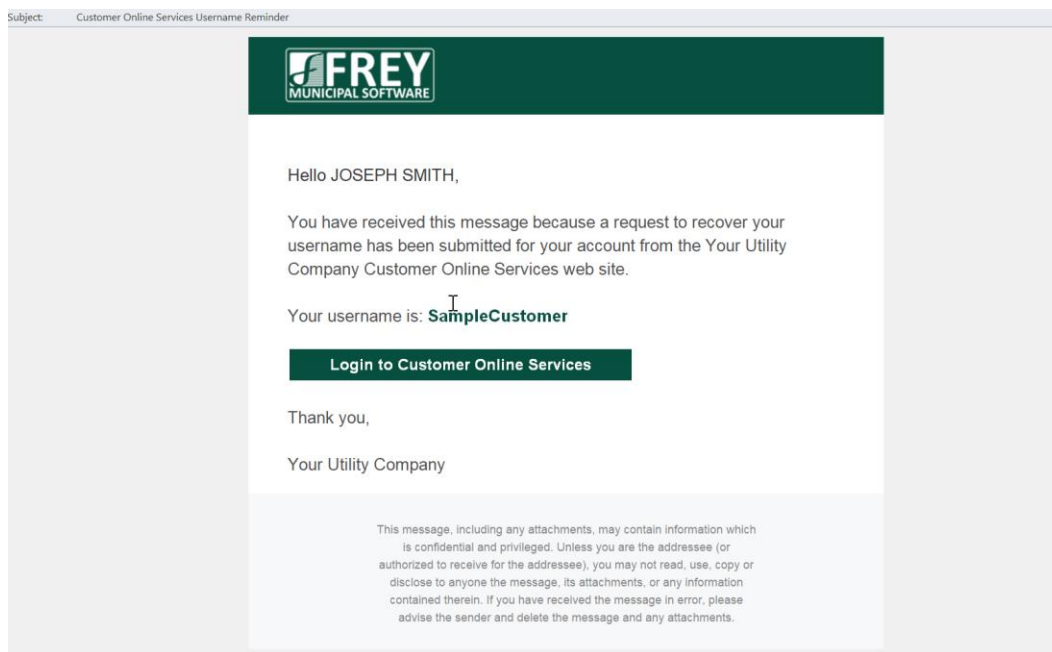 Subject: Customer Online Services Username Reminder
FREY
MUNICIPAL SOFTWARE
Hello JOSEPH SMITH,
You have received this message because a request to recover your
username has been submitted for your account from the Your Utility
Company Customer Online Services web site.
Your username is: SampleCustomer
Login to Customer Online Services
Thank you,
Your Utility Company
This message, including any attachments, may contain information which
is confidential and privileged. Unless you are the addressee (or
authorized to receive for the addressee), you may not read, use, copy or
disclose to anyone the message, its attachments, or any information
contained therein. If you have received the message in error, please
advise the sender and delete the message and any attachments.